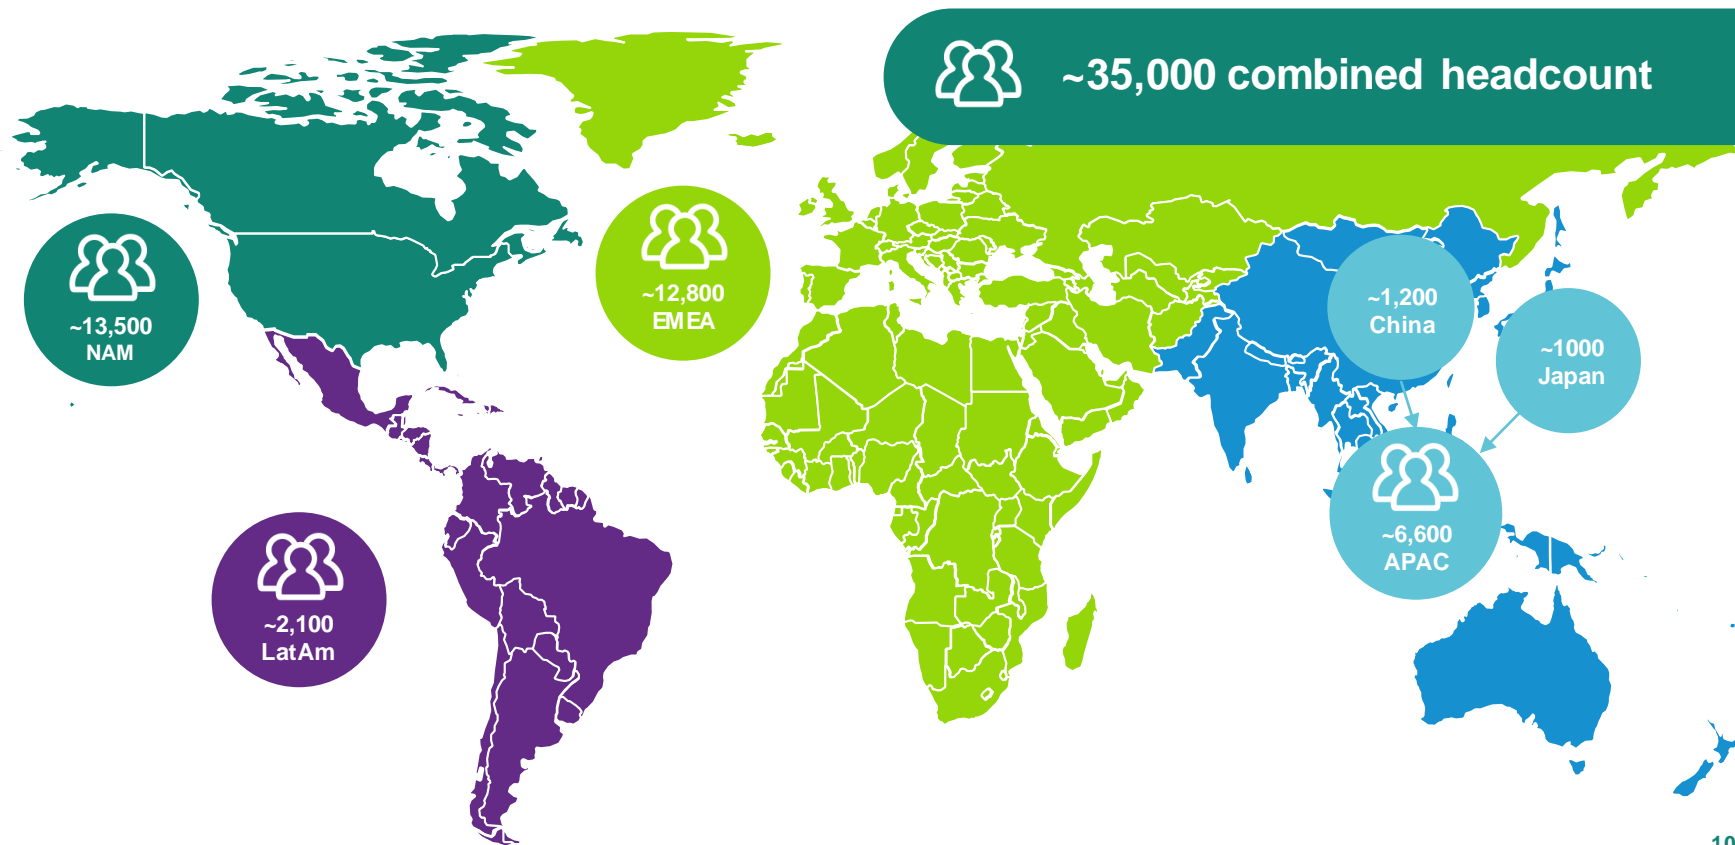 ~35,000 combined headcount
~13,500
NAM
~12,800
EMEA
~1,200
China
~1000
Japan
~6,600
APAC
~2,100
LatAm
10